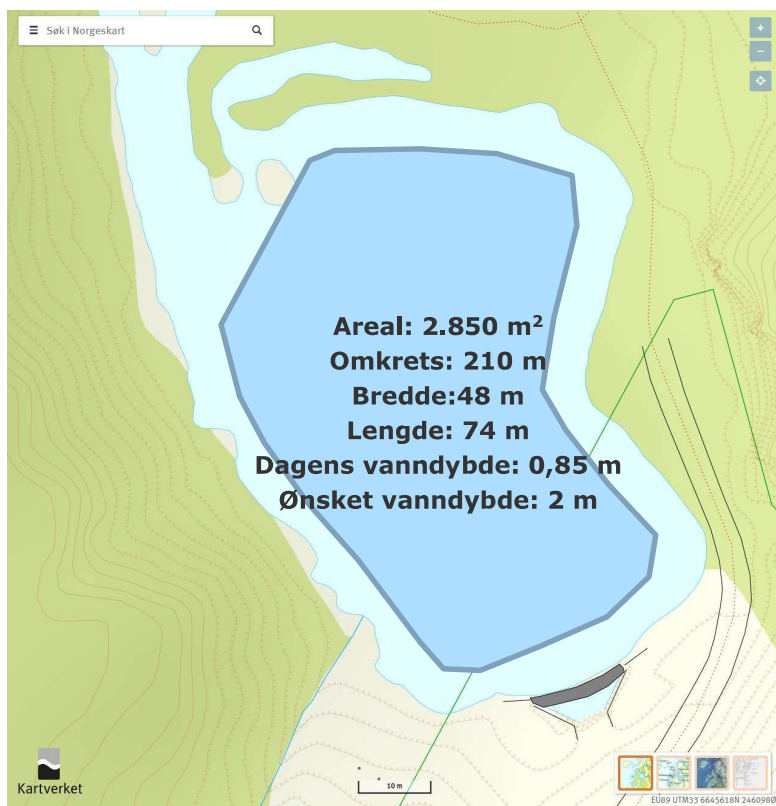 Søk i Norgeskart
Areal: 2.850 m²
Omkrets: 210 m
Bredde:48 m
Lengde: 74 m
Dagens vanndybde: 0,85 m
Ønsket vanndybde: 2 m
Kartverket
10 m
EU89 UTM33 6645618N 246090Ø